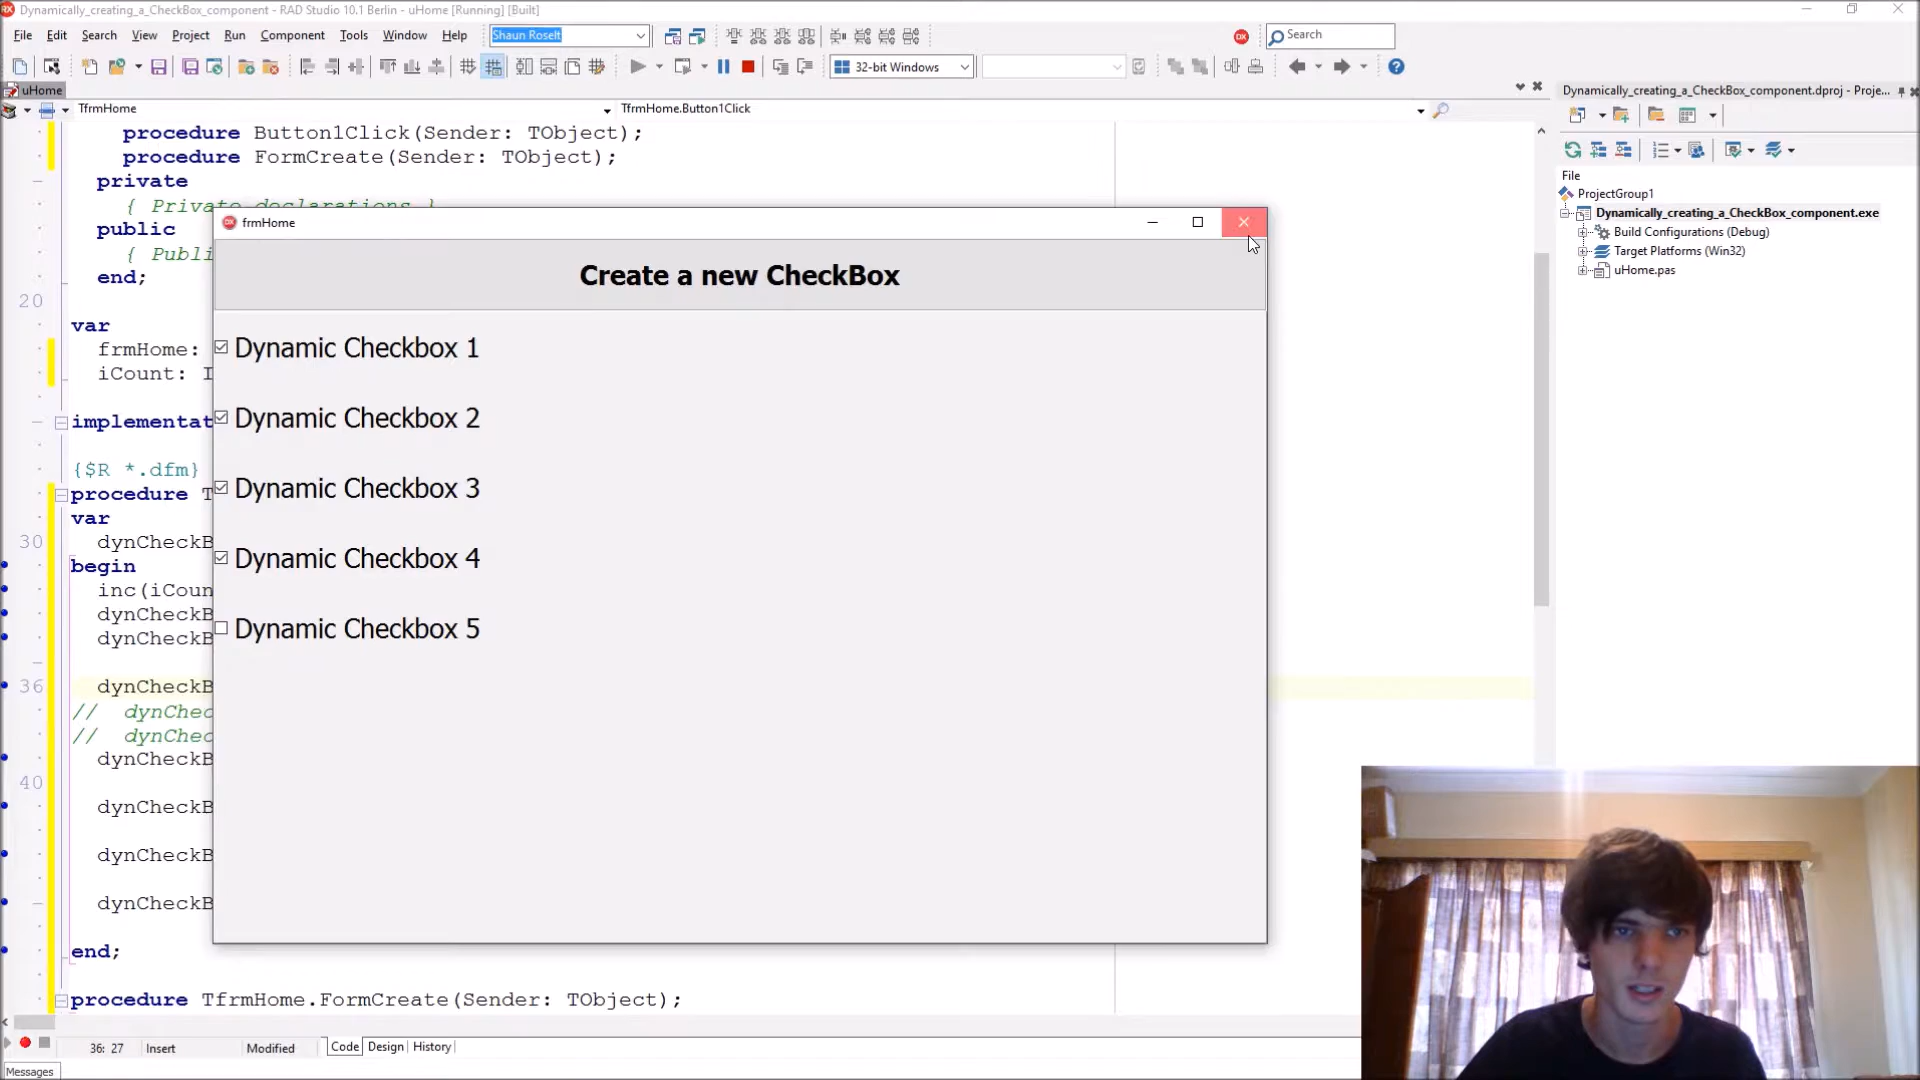 Dynamically_creating_a_CheckBox_component - RAD Studio 10.1 Berlin - uHome [Running] [Built]
File Edit Search View Project Run Component Tools Window Help Shaun Roselt Search
32-bit Windows
uHome
Dynamically_creating_a_CheckBox_component.dproj - Proje...
TfrmHome TfrmHome.Button1Click
procedure Button1Click(Sender: TObject);
procedure FormCreate(Sender: TObject);
private
{ Private declarations }
public
{ Publi
end;
20
var
frmHome:
iCount: I
implementat
{$R *.dfm}
procedure T
var
30 dynCheckB
begin
inc(iCoun
dynCheckB
dynCheckB
36 dynCheckB
// dynChec
// dynChec
dynCheckB
40
dynCheckB
dynCheckB
dynCheckB
end;
procedure TfrmHome.FormCreate(Sender: TObject);
frmHome
Create a new CheckBox
Dynamic Checkbox 1
Dynamic Checkbox 2
Dynamic Checkbox 3
Dynamic Checkbox 4
Dynamic Checkbox 5
File
ProjectGroup1
Dynamically_creating_a_CheckBox_component.exe
Build Configurations (Debug)
Target Platforms (Win32)
uHome.pas
36: 27 Insert Modified Code Design History
Messages